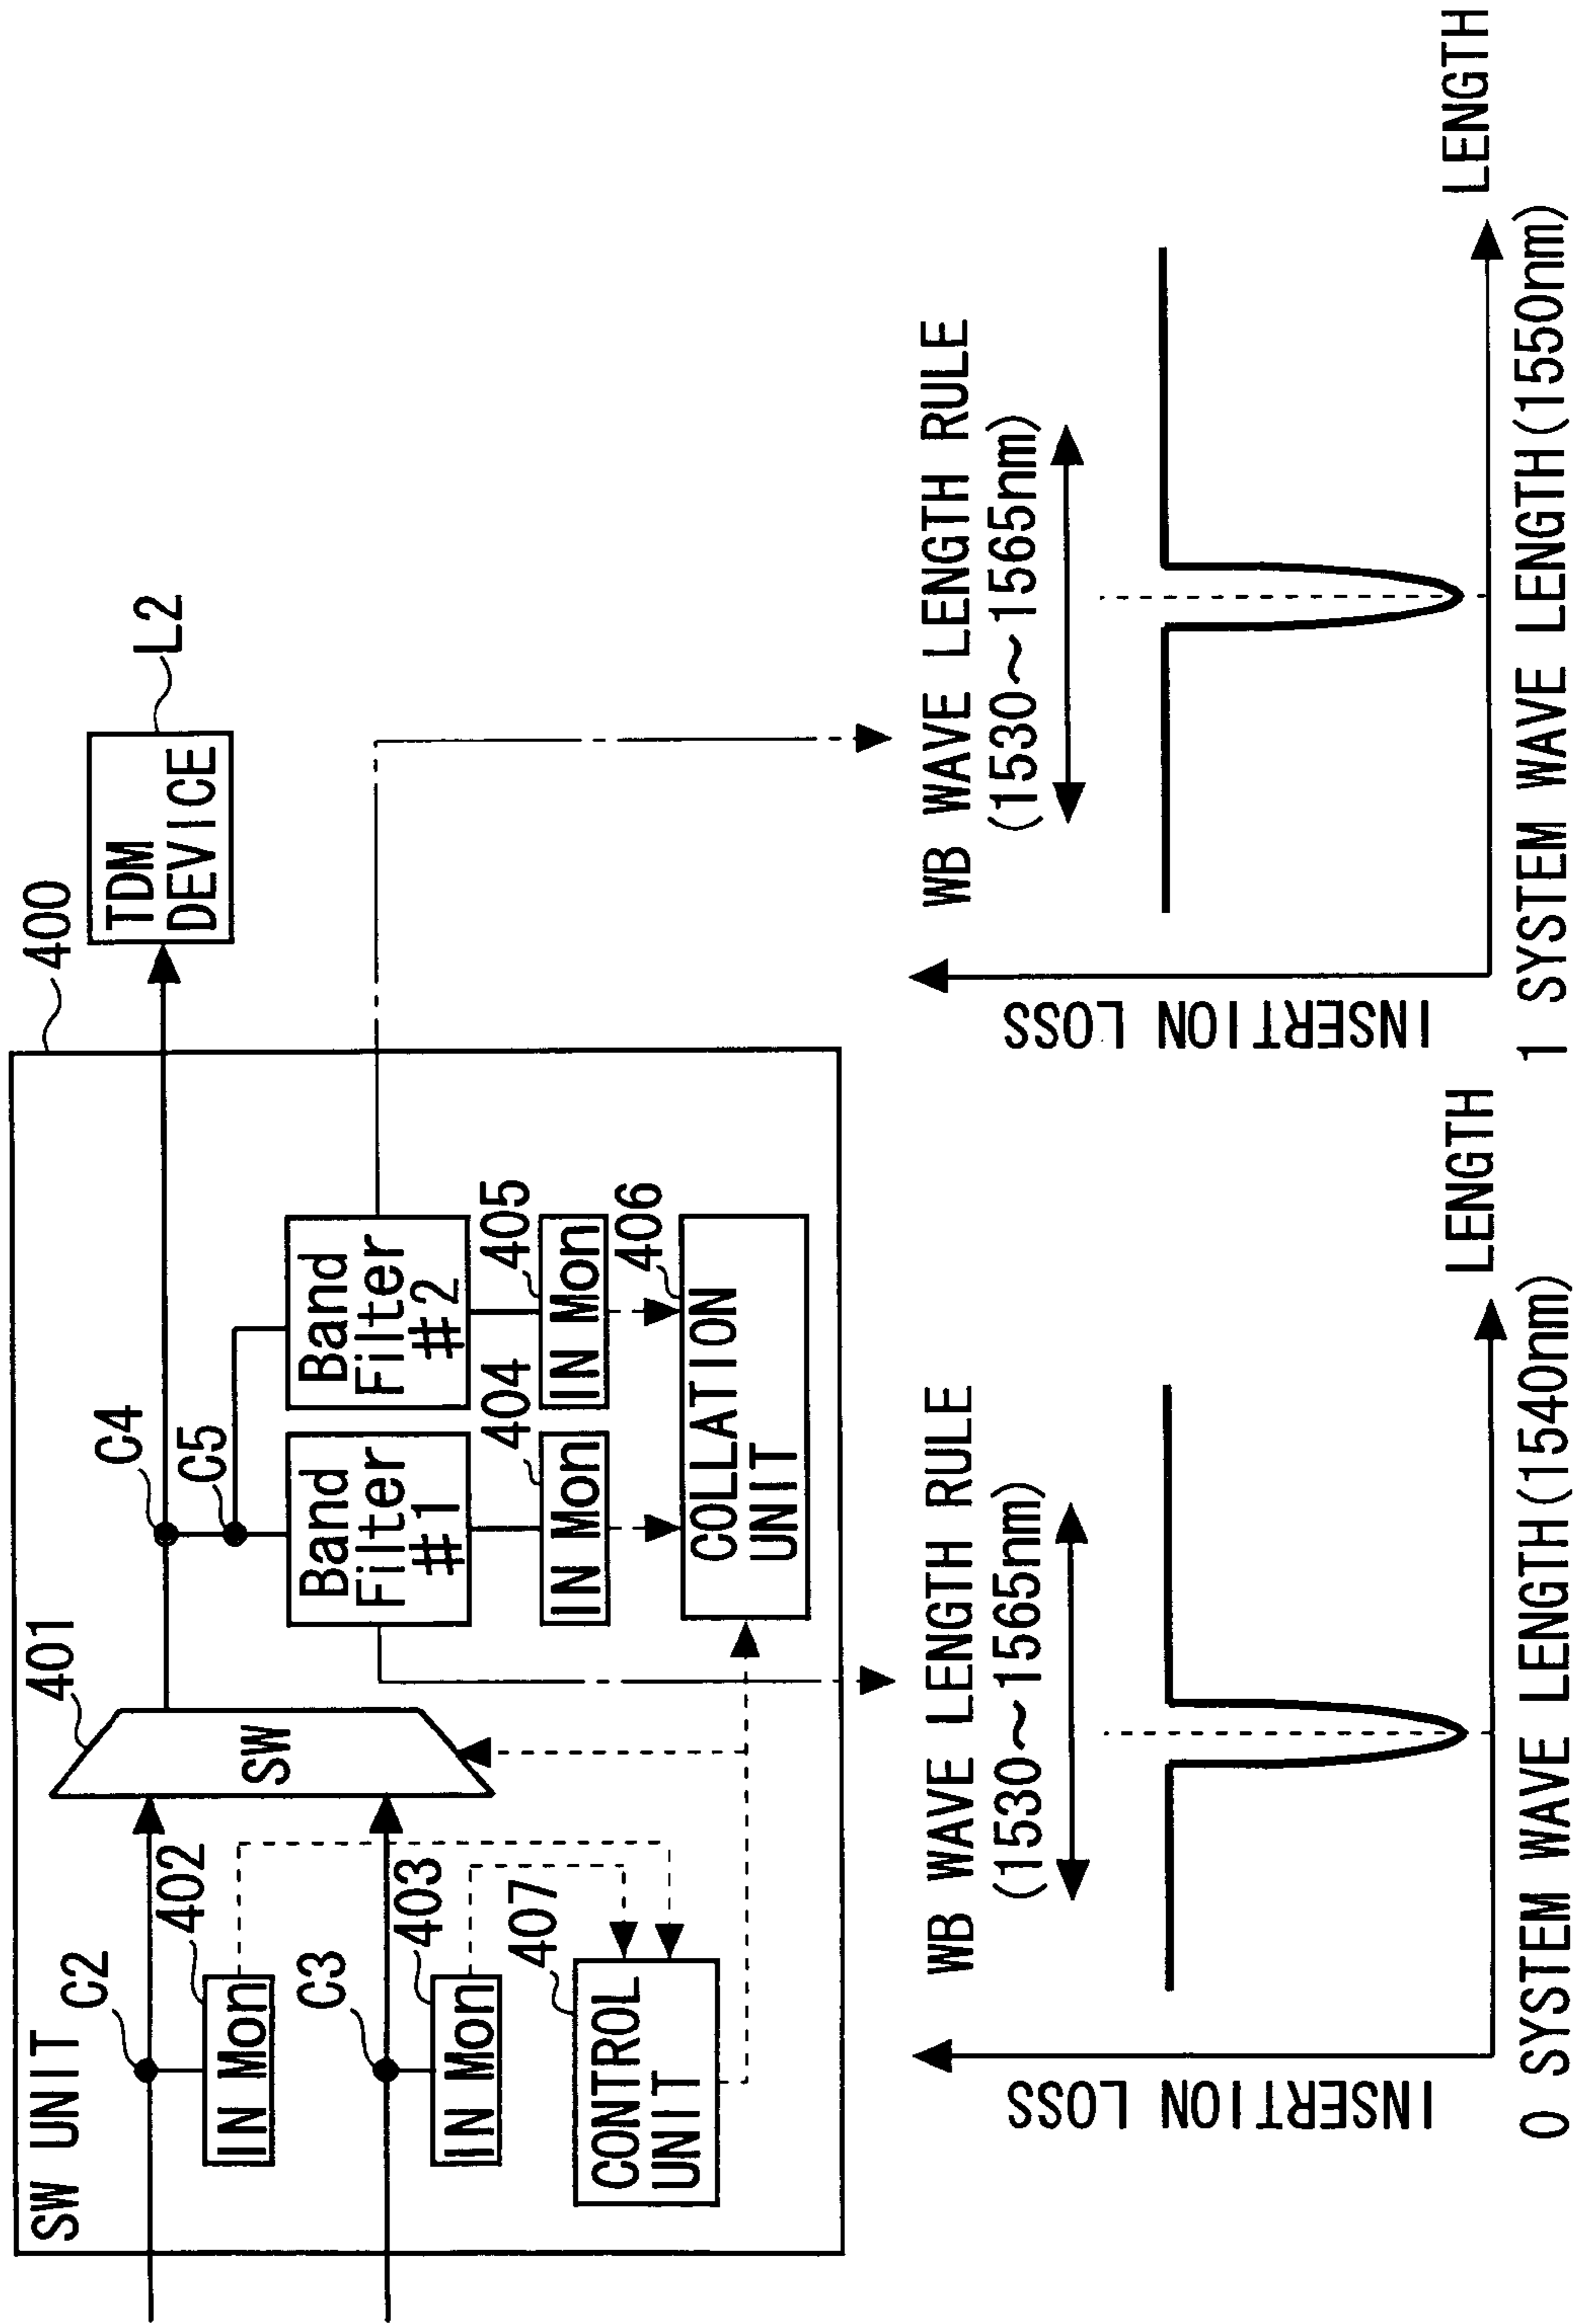 SW UNIT
400
401
C2
402
IN Mon
C3
403
IN Mon
407
CONTROL
UNIT
SW
C4
C5
Band
Filter
#1
Band
Filter
#2
404
IN Mon
405
IN Mon
406
COLLATION
UNIT
TDM
DEVICE
L2
WB WAVE LENGTH RULE
(1530~1565nm)
INSERTION LOSS
LENGTH
0 SYSTEM WAVE LENGTH(1540nm)
WB WAVE LENGTH RULE
(1530~1565nm)
INSERTION LOSS
LENGTH
1 SYSTEM WAVE LENGTH(1550nm)